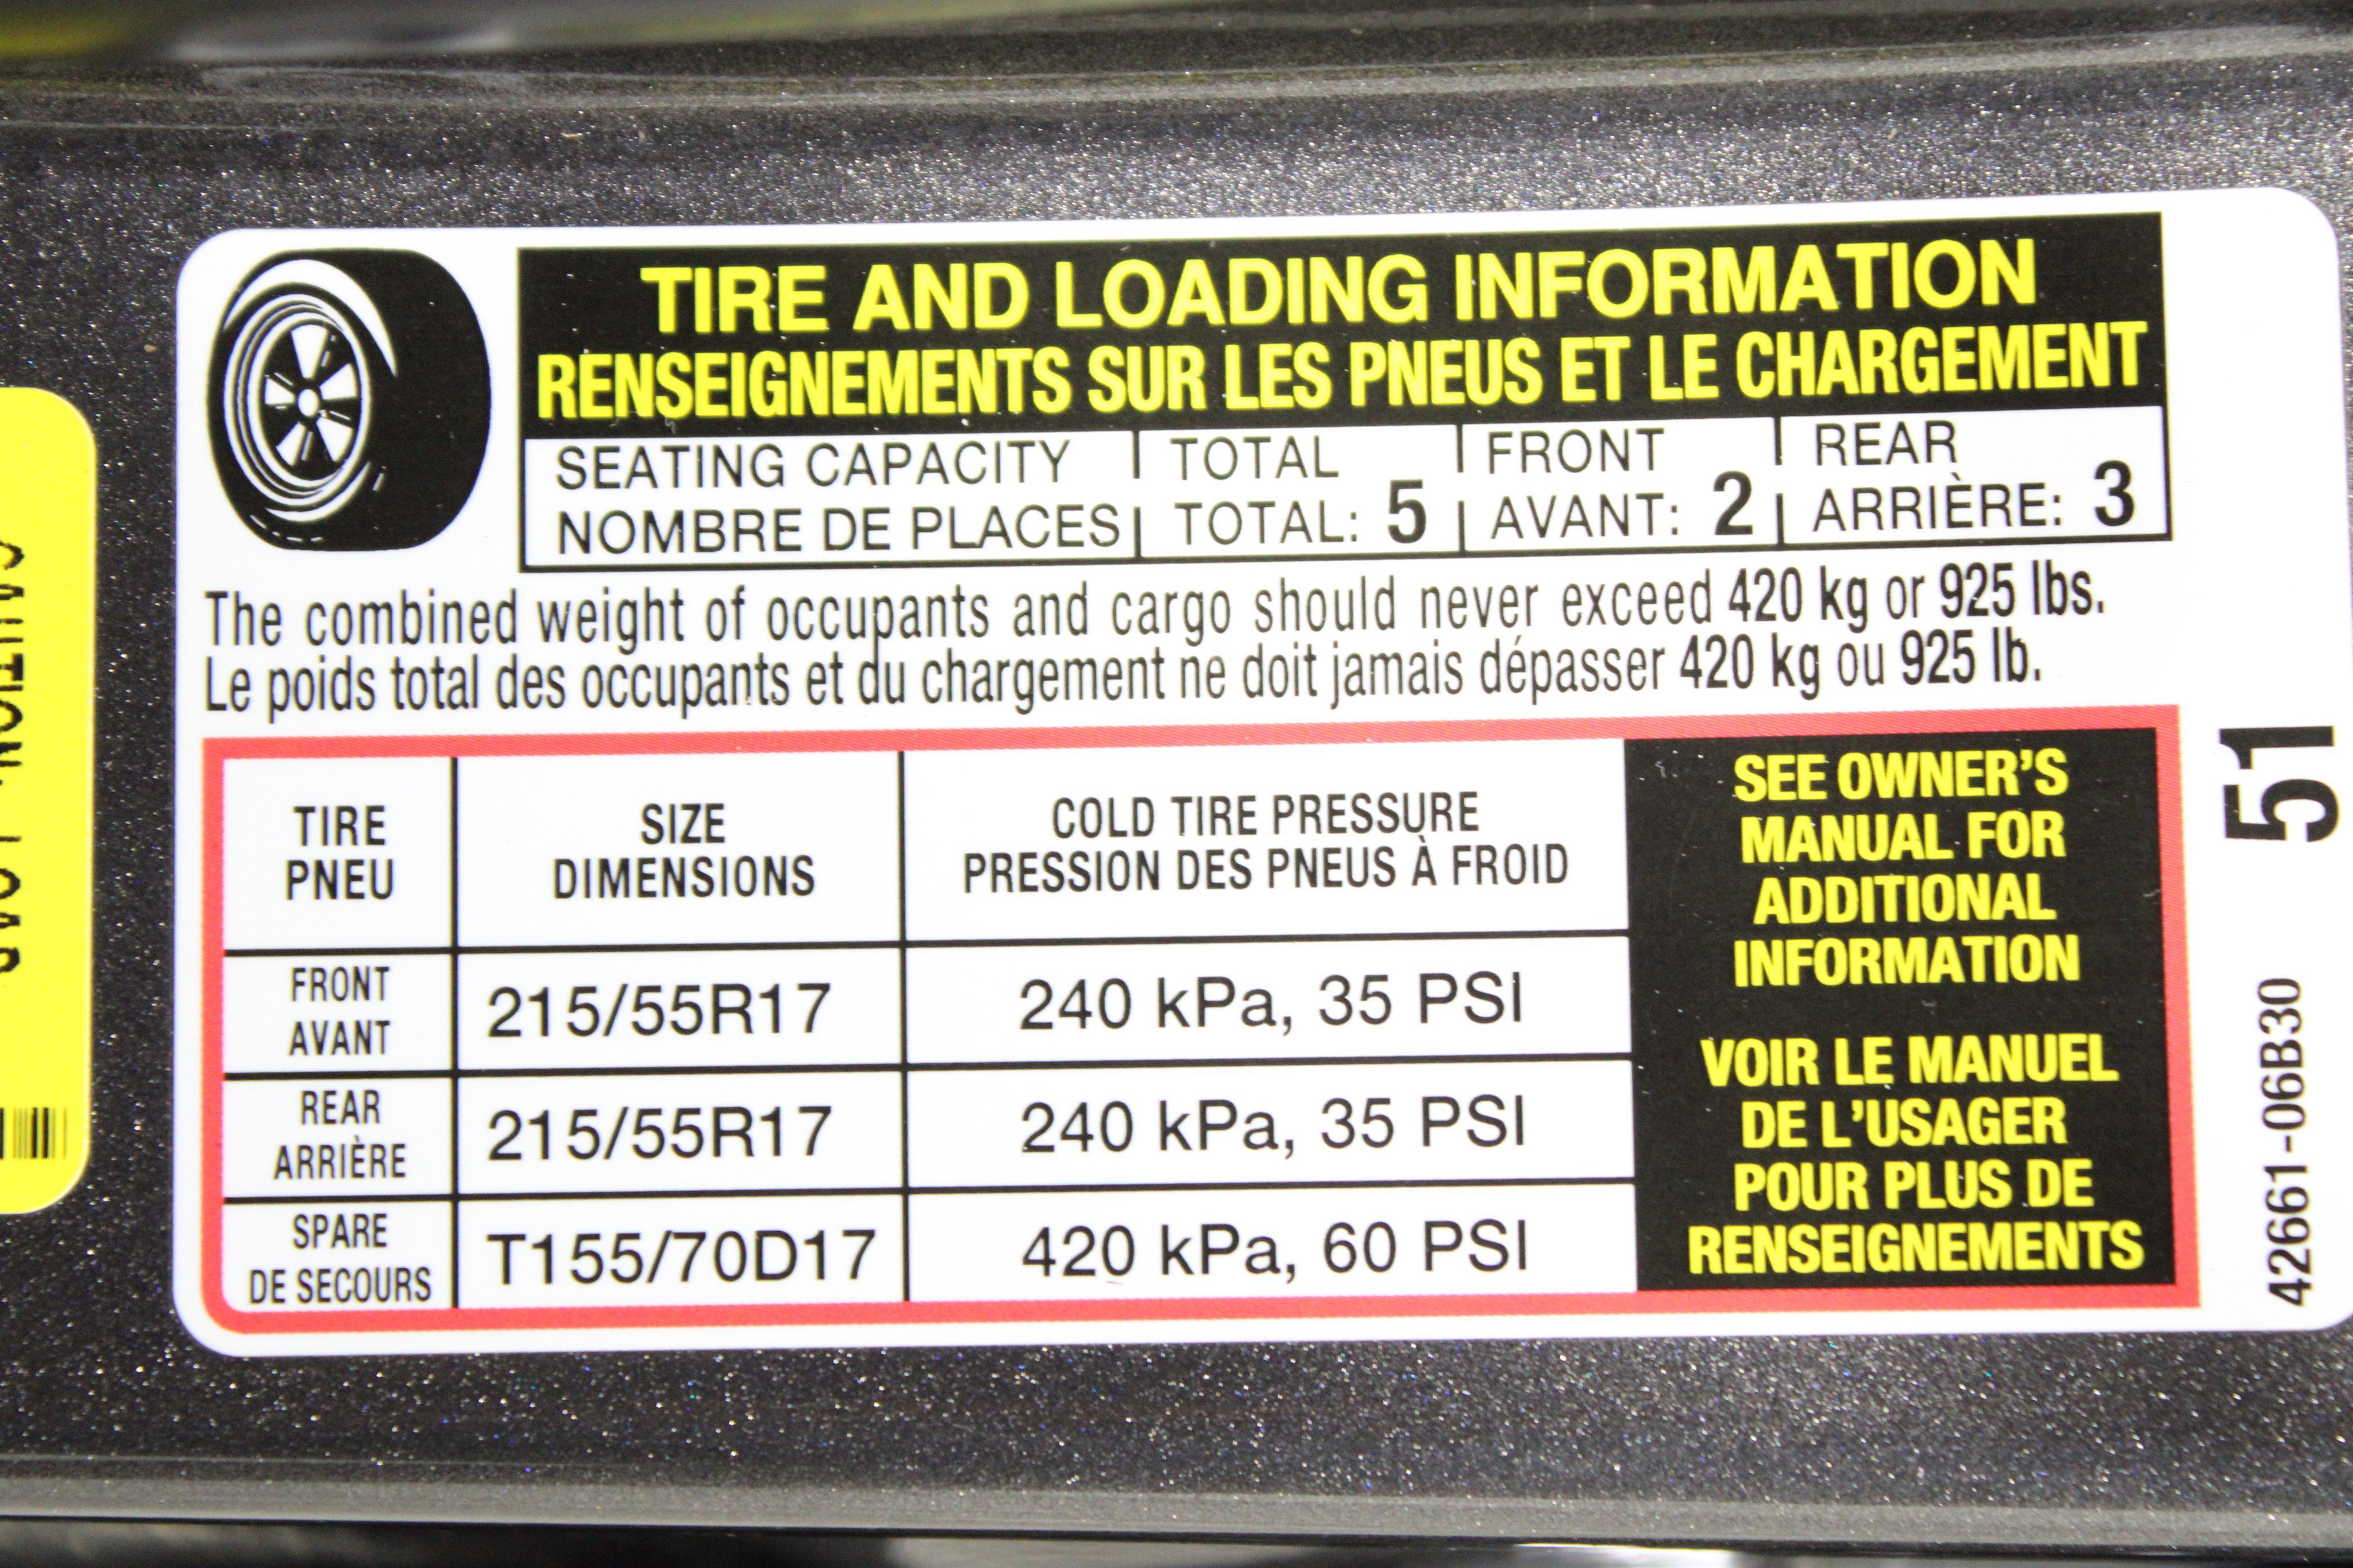 TIRE AND LOADING INFORMATION
RENSEIGNEMENTS SUR LES PNEUS ET LE CHARGEMENT
SEATING CAPACITY | TOTAL | FRONT | REAR
NOMBRE DE PLACES | TOTAL: 5 | AVANT: 2 | ARRIÈRE: 3
The combined weight of occupants and cargo should never exceed 420 kg or 925 lbs.
Le poids total des occupants et du chargement ne doit jamais dépasser 420 kg ou 925 lb.
TIRE
PNEU
SIZE
DIMENSIONS
COLD TIRE PRESSURE
PRESSION DES PNEUS À FROID
FRONT
AVANT
215/55R17
240 kPa, 35 PSI
REAR
ARRIÈRE
215/55R17
240 kPa, 35 PSI
SPARE
DE SECOURS
T155/70D17
420 kPa, 60 PSI
SEE OWNER'S
MANUAL FOR
ADDITIONAL
INFORMATION
VOIR LE MANUEL
DE L'USAGER
POUR PLUS DE
RENSEIGNEMENTS
51
42661-06B30